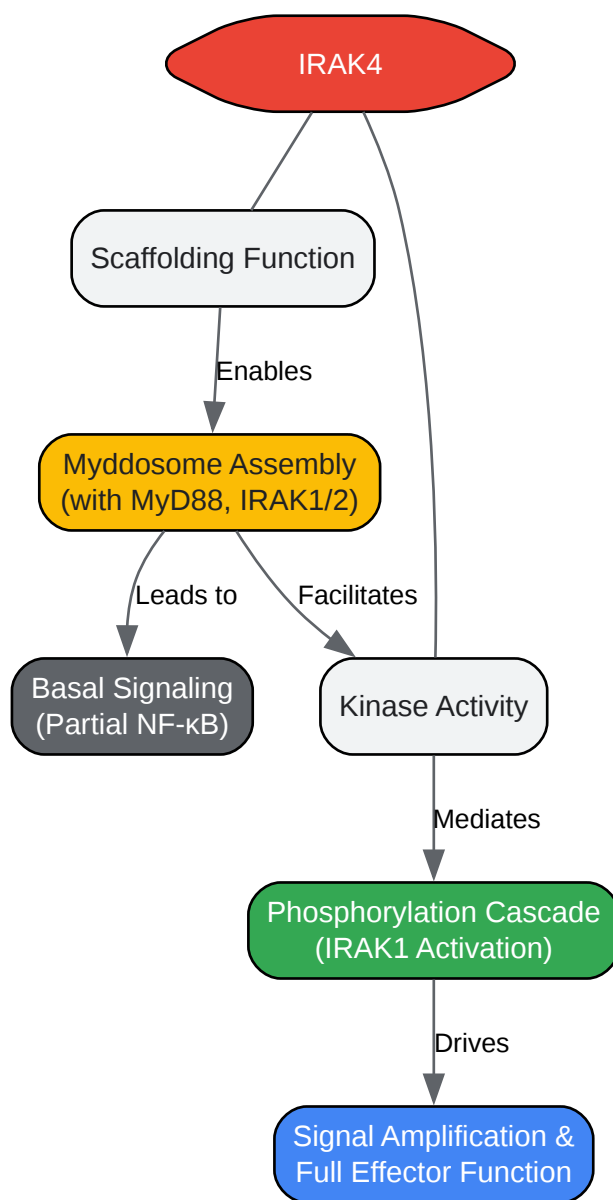 IRAK4
Scaffolding Function
Enables
Myddosome Assembly
(with MyD88, IRAK1/2)
Leads to
Facilitates
Basal Signaling
(Partial NF-κB)
Kinase Activity
Mediates
Phosphorylation Cascade
(IRAK1 Activation)
Drives
Signal Amplification &
Full Effector Function